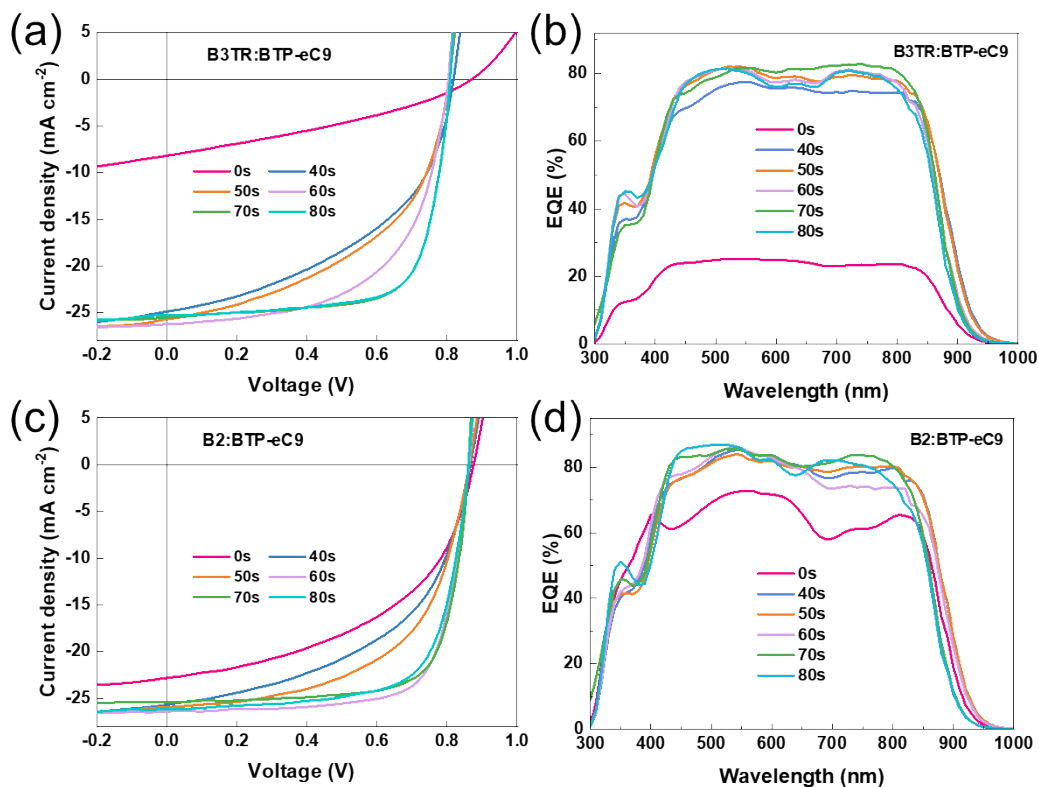 (a)
B3TR:BTP-eC9
Current density (mA cm⁻²)
5
0
-5
-10
-15
-20
-25
0s 40s
50s 60s
70s 80s
-0.2 0.0 0.2 0.4 0.6 0.8 1.0
Voltage (V)
(b)
B3TR:BTP-eC9
EQE (%)
80
60
40
20
0
0s
40s
50s
60s
70s
80s
300 400 500 600 700 800 900 1000
Wavelength (nm)
(c)
B2:BTP-eC9
Current density (mA cm⁻²)
5
0
-5
-10
-15
-20
-25
0s 40s
50s 60s
70s 80s
-0.2 0.0 0.2 0.4 0.6 0.8 1.0
Voltage (V)
(d)
B2:BTP-eC9
EQE (%)
80
60
40
20
0
0s
40s
50s
60s
70s
80s
300 400 500 600 700 800 900 1000
Wavelength (nm)